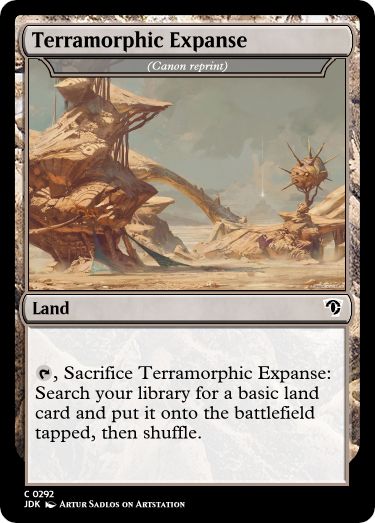 Terramorphic Expanse
(Canon reprint)
Land
, Sacrifice Terramorphic Expanse:
Search your library for a basic land
card and put it onto the battlefield
tapped, then shuffle.
C 0292
JDK Artur Sadlos on Artstation